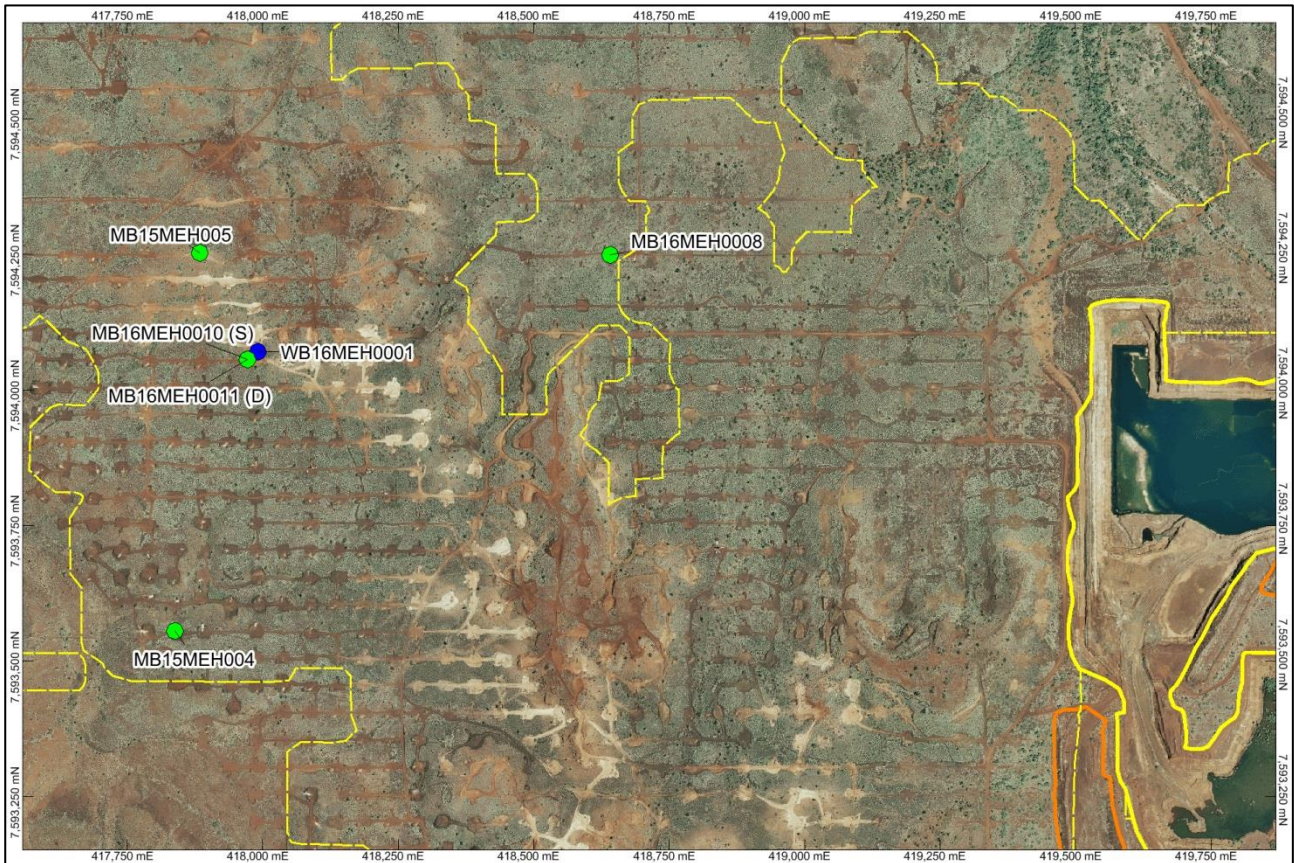 417,750 mE
418,000 mE
418,250 mE
418,500 mE
418,750 mE
419,000 mE
419,250 mE
419,500 mE
419,750 mE
7,594,500 mN
7,594,500 mN
MB15MEH005
MB16MEH0008
7,594,250 mN
7,594,250 mN
MB16MEH0010 (S)
WB16MEH0001
MB16MEH0011 (D)
7,594,000 mN
7,594,000 mN
7,593,750 mN
7,593,750 mN
MB15MEH004
7,593,500 mN
7,593,500 mN
7,593,250 mN
7,593,250 mN
417,750 mE
418,000 mE
418,250 mE
418,500 mE
418,750 mE
419,000 mE
419,250 mE
419,500 mE
419,750 mE